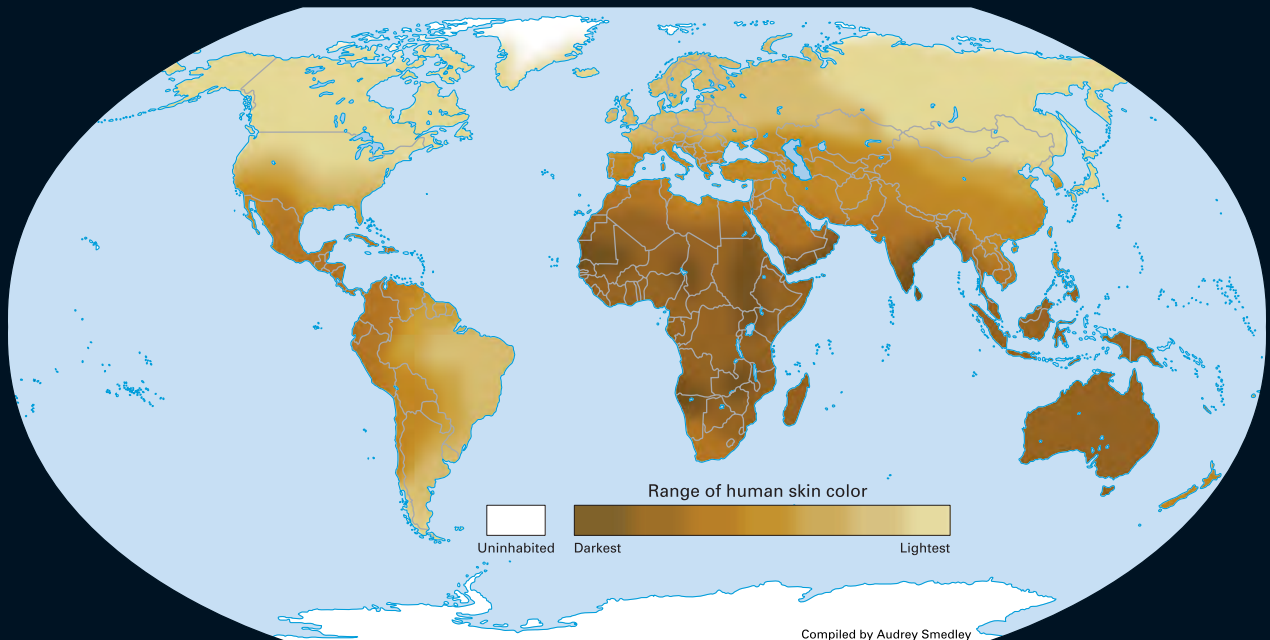 Range of human skin color
Uninhabited
Darkest
Lightest
Compiled by Audrey Smedley